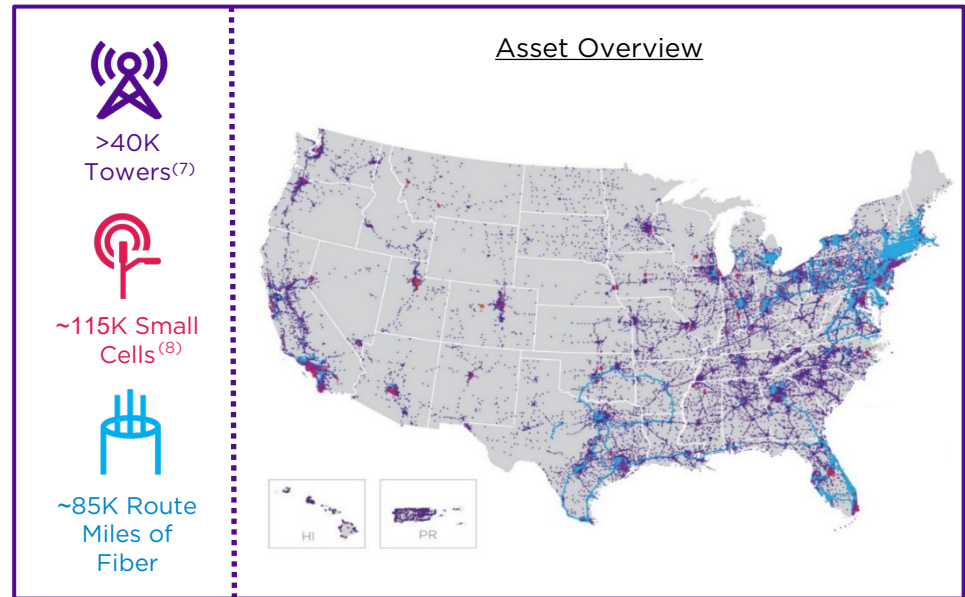 Asset Overview
>40K
Towers(7)
~115K Small
Cells(8)
~85K Route
Miles of
Fiber
HI
PR